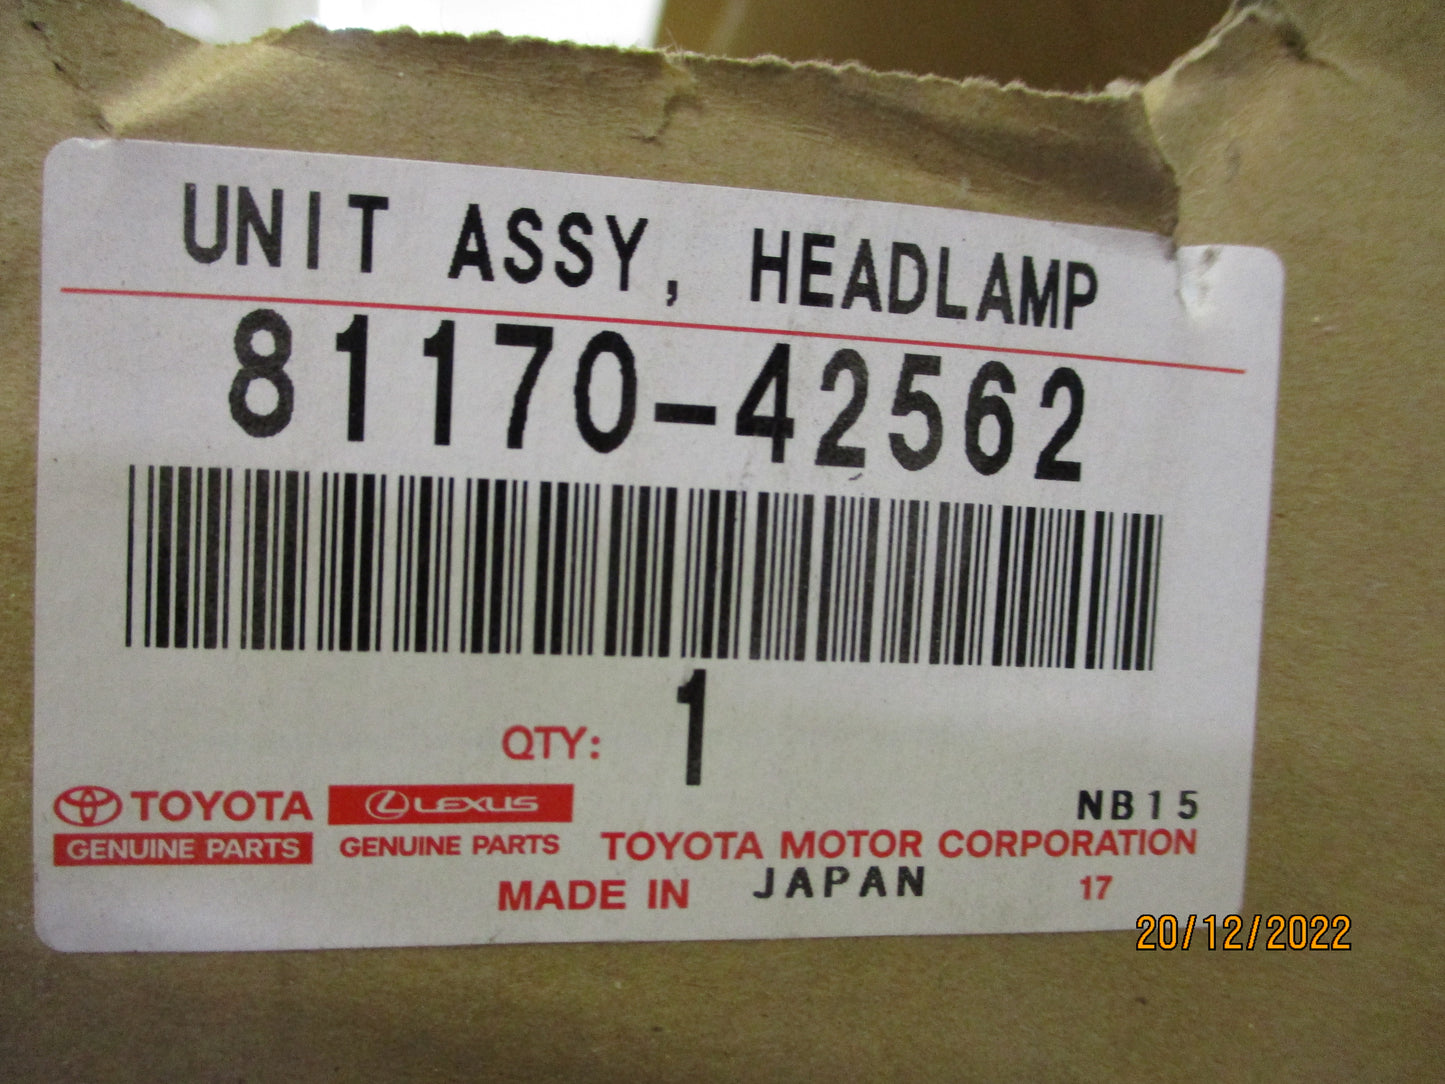 UNIT ASSY, HEADLAMP
81170-42562
QTY: 1
TOYOTA LEXUS NB15
GENUINE PARTS GENUINE PARTS TOYOTA MOTOR CORPORATION
MADE IN JAPAN 17
20/12/2022